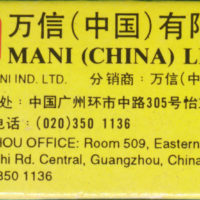 万信(中国)有限
MANI (CHINA) L
NI IND. LTD. 分销商：万信(中
处：中国广州环市中路305号怡
电话：(020)350 1136
HOU OFFICE: Room 509, Eastern
hi Rd. Central, Guangzhou, China
350 1136